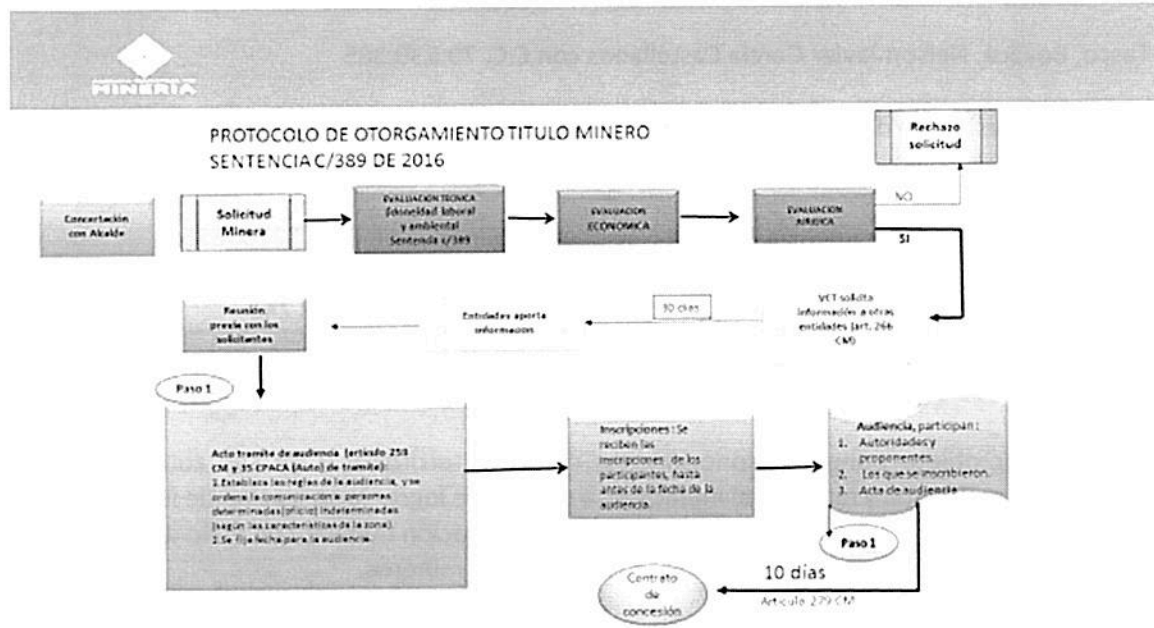 MINERÍA
PROTOCOLO DE OTORGAMIENTO TITULO MINERO
SENTENCIA C/389 DE 2016
Rechazo
solicitud
Concertación
con Alcalde
Solicitud
Minera
EVALUACION TECNICA
(idoneidad laboral
y ambiental
Sentencia c/389
EVALUACION
ECONOMICA
EVALUACION
JURIDICA
NO
SI
Reunión
previa con los
solicitantes
Entidades aporta
informacion
30 dias
VCT solicita
información a otras
entidades (art. 266
CM)
Paso 1
Acto tramite de audiencia (artículo 259
CM y 35 CPACA (Auto) de tramite):
1.Establece las reglas de la audiencia, y se
ordena la comunicación a: personas
determinadas(oficio) indeterminadas
(según las características de la zona).
2.Se fija fecha para la audiencia.
Inscripciones: Se
reciben las
inscripciones de los
participantes, hasta
antes de la fecha de la
audiencia.
Audiencia, participan:
1. Autoridades y
proponentes.
2. Los que se inscribieron.
3. Acta de audiencia
Paso 1
10 días
Artículo 279 CM
Contrato
de
concesión